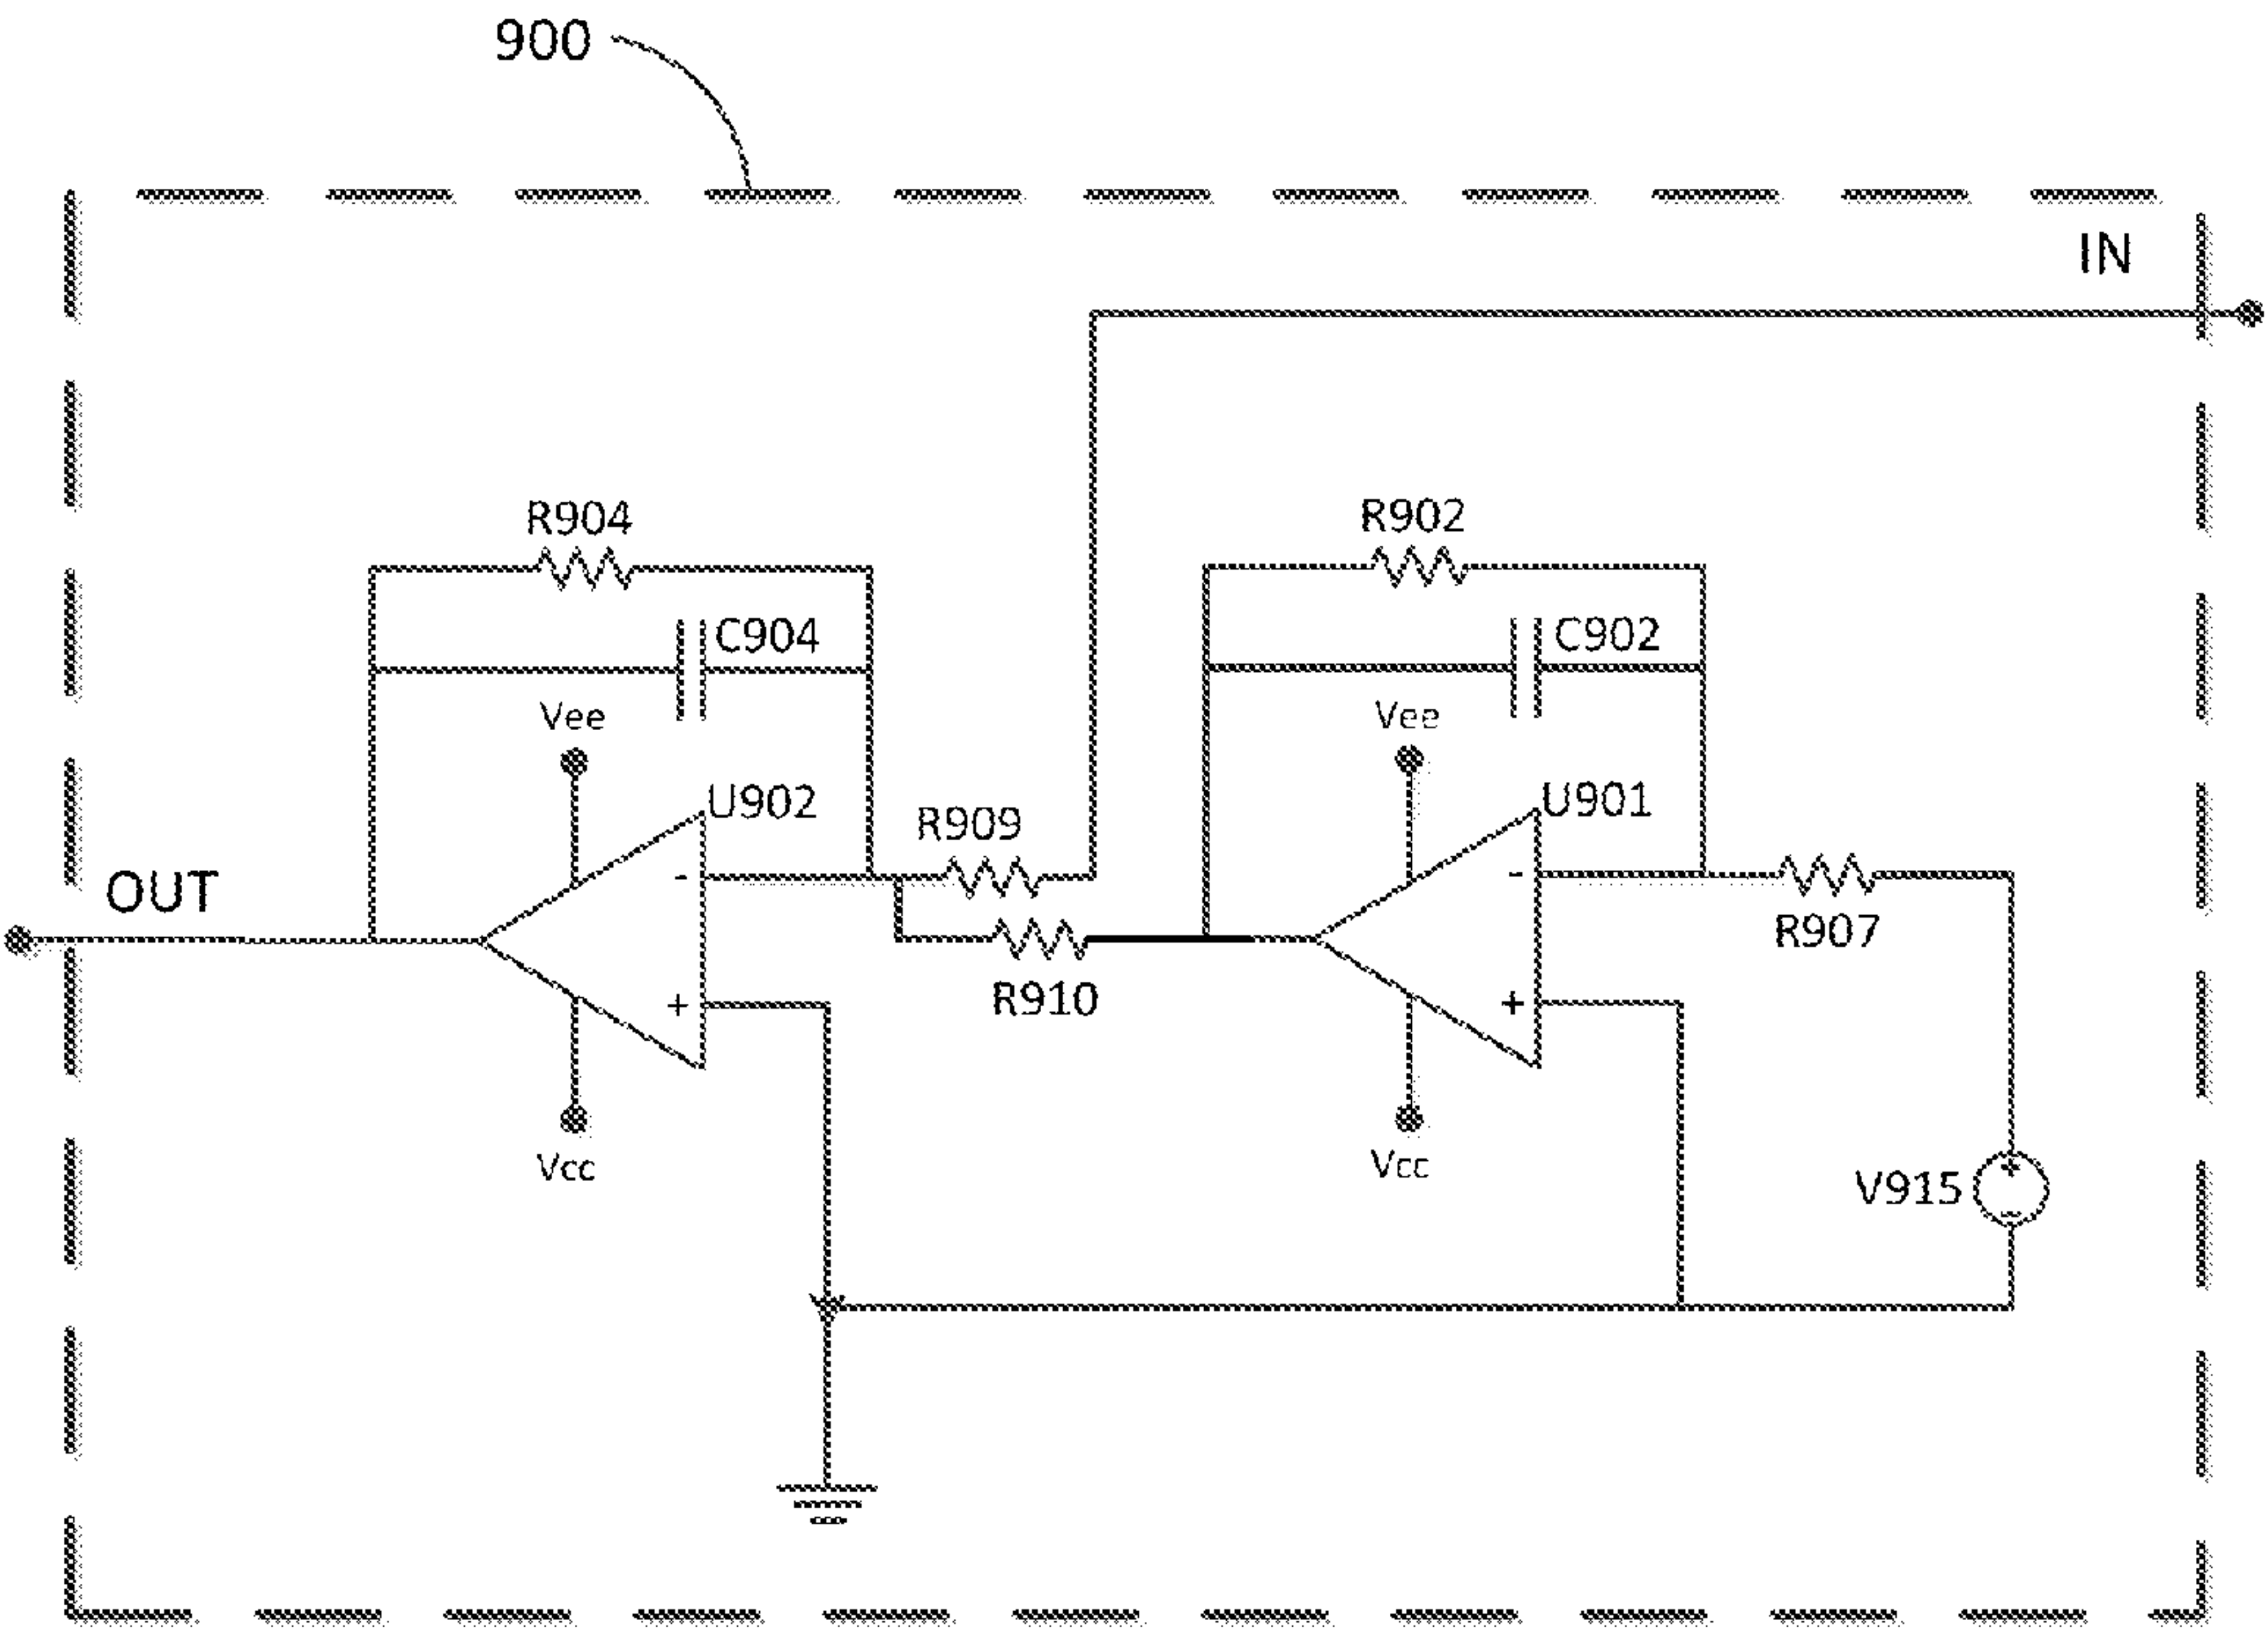 900
IN
R904
R902
C904
C902
Vee
Vee
U902
U901
R909
OUT
-
-
R907
R910
+
+
Vcc
Vcc
+
V915
-